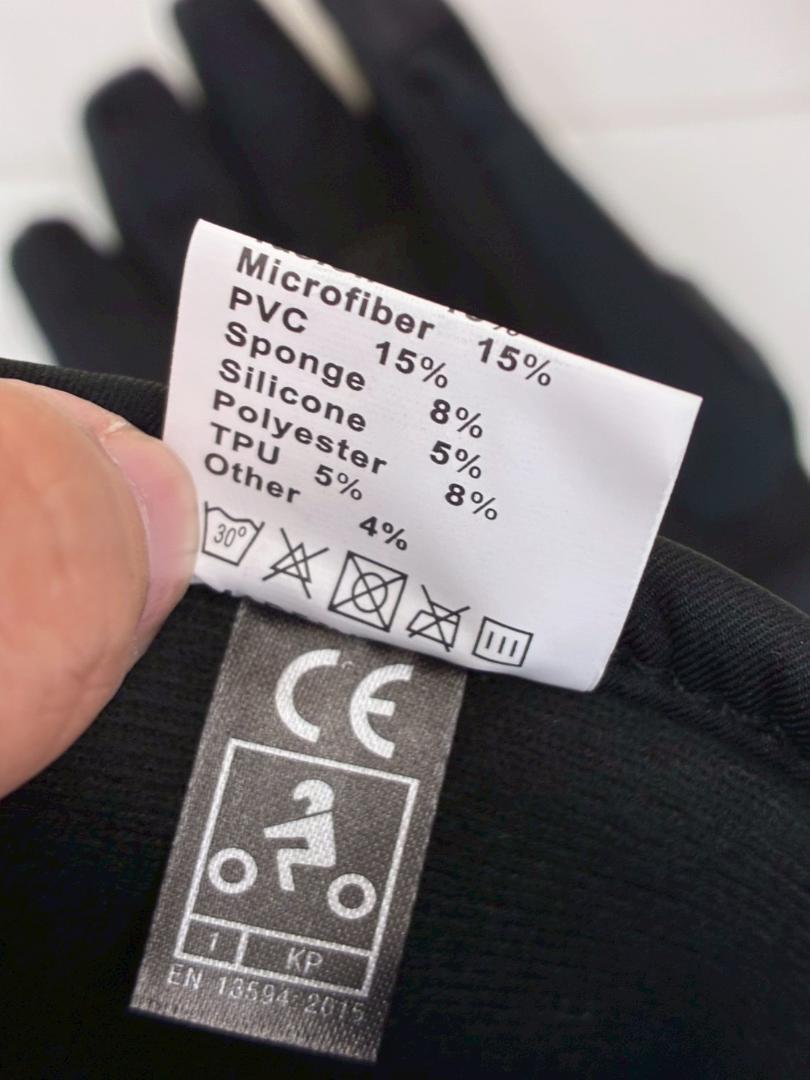 Microfiber 15%
PVC 15%
Sponge 8%
Silicone 5%
Polyester 8%
TPU 5%
Other 4%
30°
CE
1 KP
EN 13594:2015